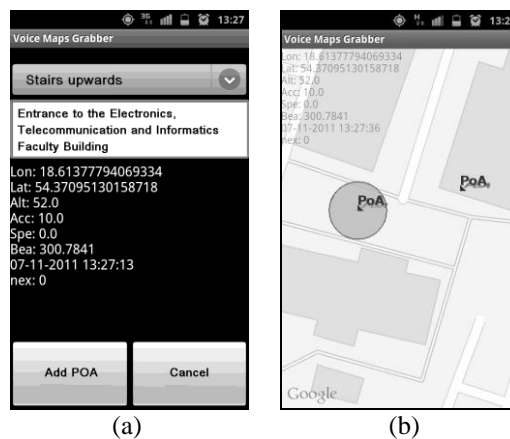 13:27
Voice Maps Grabber
Stairs upwards
Entrance to the Electronics,
Telecommunication and Informatics
Faculty Building
Lon: 18.61377794069334
Lat: 54.37095130158718
Alt: 52.0
Acc: 10.0
Spe: 0.0
Bea: 300.7841
07-11-2011 13:27:13
nex: 0
Add POA
Cancel
(a)
13:2
Voice Maps Grabber
Lon: 18.61377794069334
Lat: 54.37095130158718
Alt: 52.0
Acc: 10.0
Spe: 0.0
Bea: 300.7841
07-11-2011 13:27:36
nex: 0
PoA
PoA
Google
(b)